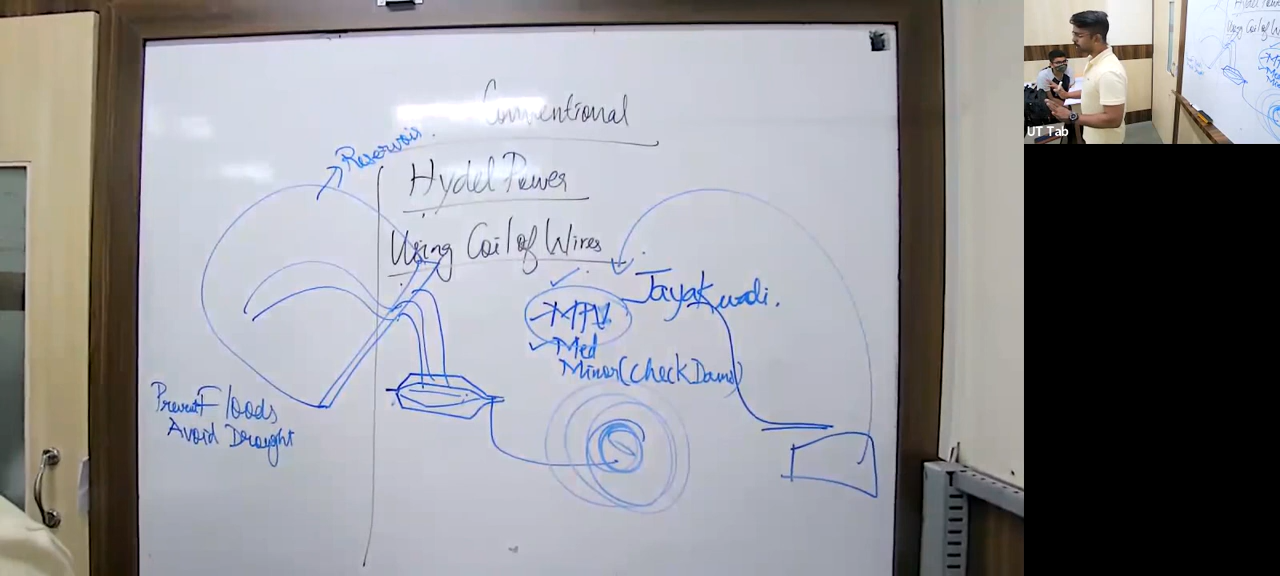 Conventional
Reservoir.
Hydel Power
Using Coil of Wires
Jayakwadi.
MPV
Med
Minor (Check Dams)
Prevent Floods
Avoid Drought
UT Tab